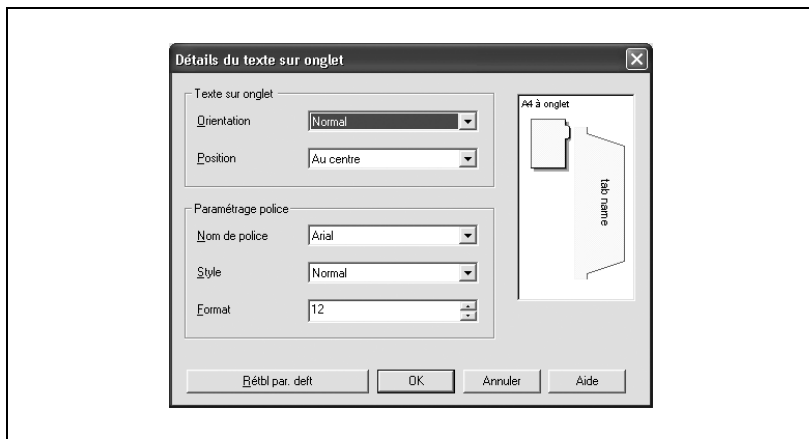 Détails du texte sur onglet
Texte sur onglet
Orientation
Normal
Position
Au centre
Paramétrage police
Nom de police
Arial
Style
Normal
Format
12
A4 à onglet
tab name
Rétbl par. deft
OK
Annuler
Aide